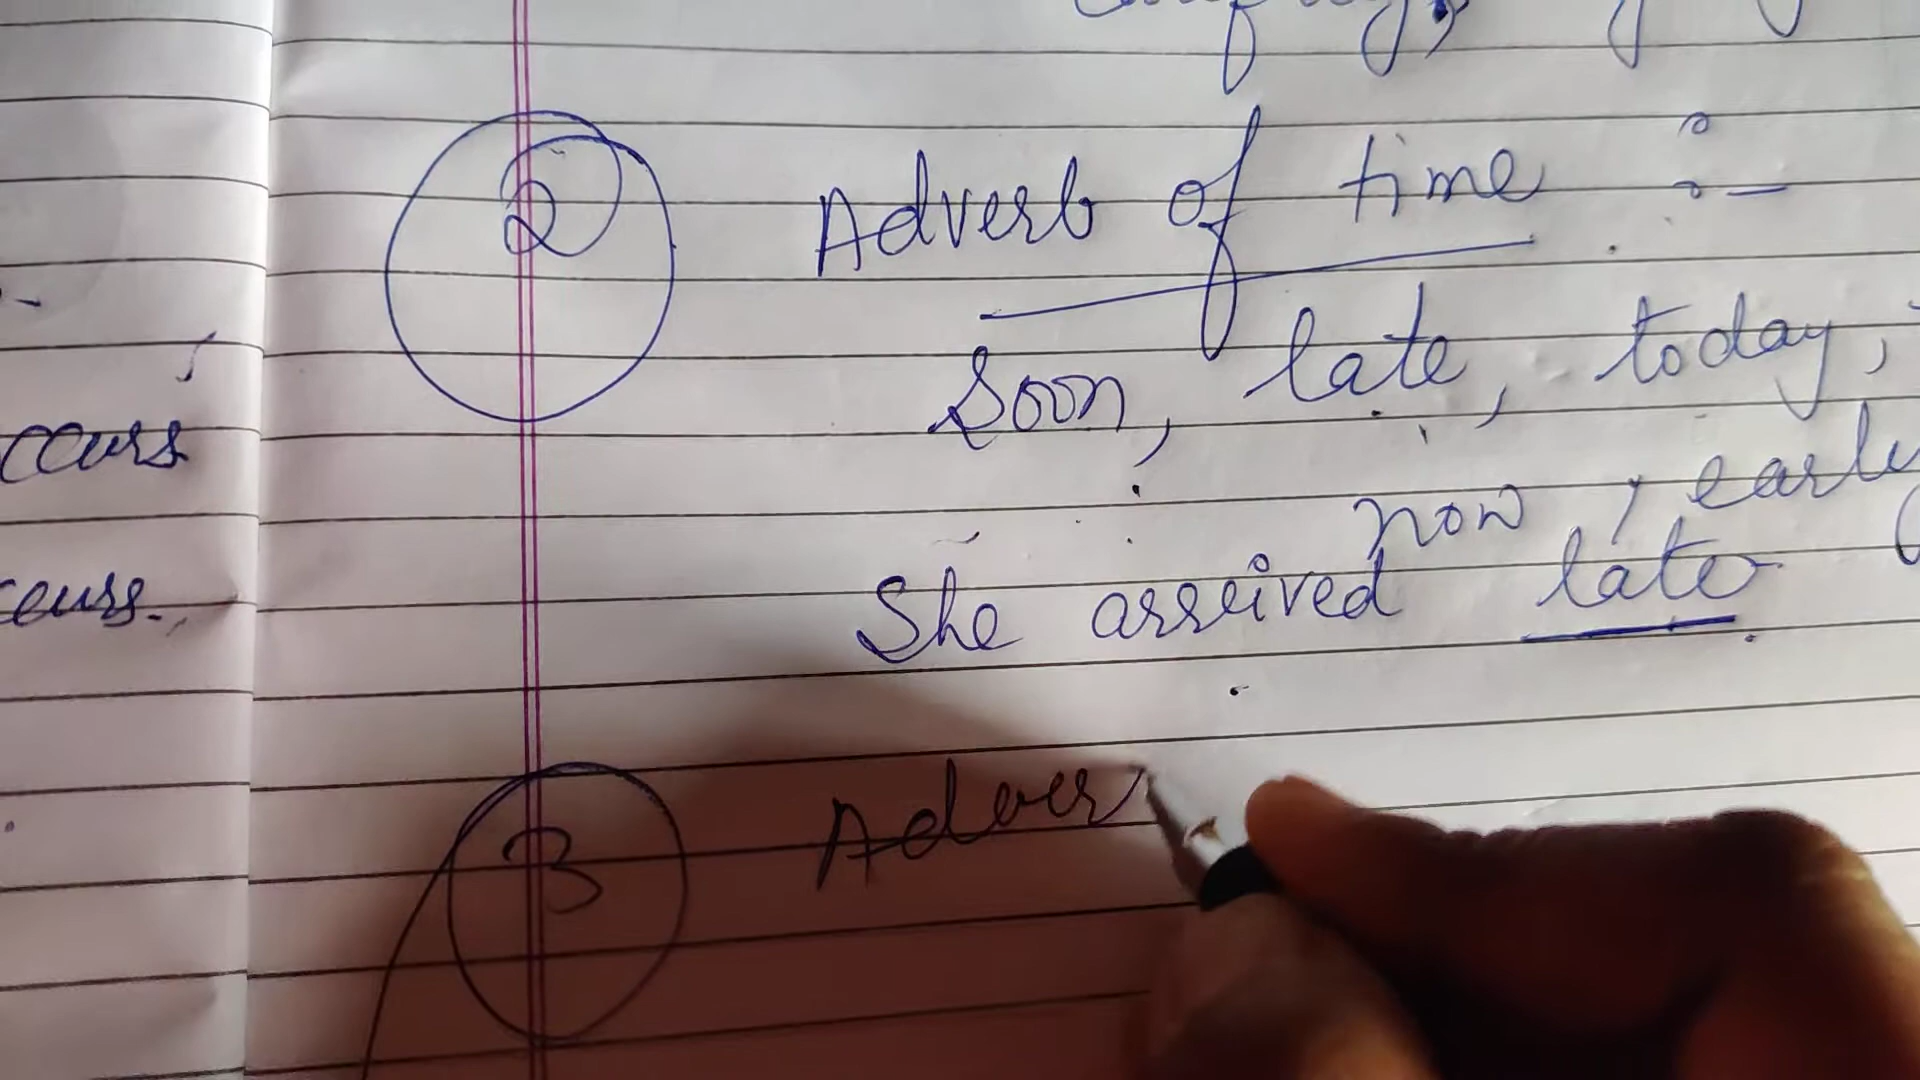 ② Adverb of time :-
Soon, late, today,
now, early
She arrived late.
③ Adver